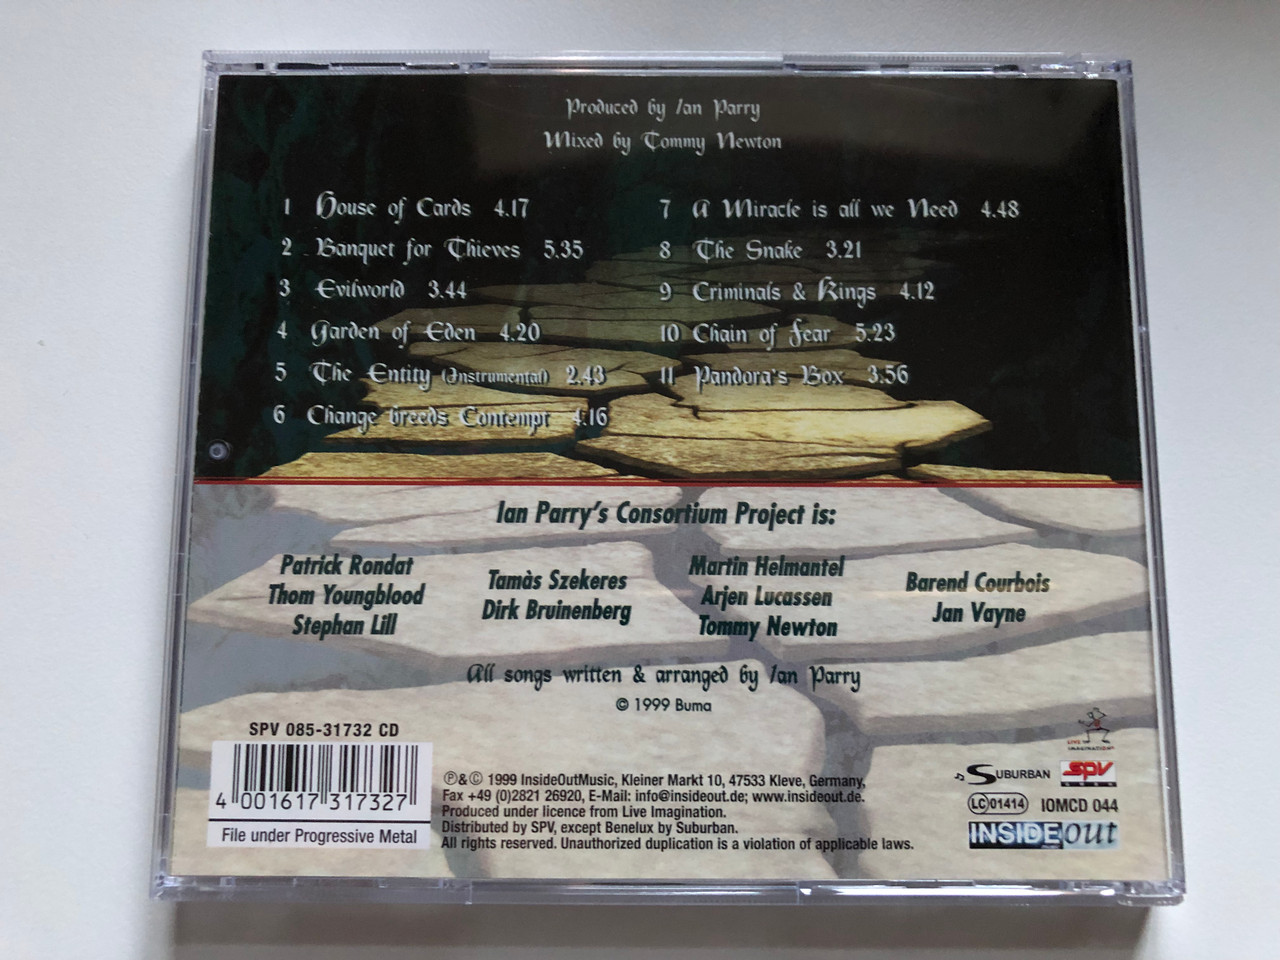 Produced by Ian Parry
Mixed by Tommy Newton
1 House of Cards 4.17
2 Banquet for Thieves 5.35
3 Evilworld 3.44
4 Garden of Eden 4.20
5 The Entity (Instrumental) 2.43
6 Change breeds Contempt 4.16
7 A Miracle is all we Need 4.48
8 The Snake 3.21
9 Criminals & Kings 4.12
10 Chain of Fear 5.23
11 Pandora's Box 3.56
Ian Parry's Consortium Project is:
Patrick Rondat
Thom Youngblood
Stephan Lill
Tamàs Szekeres
Dirk Bruinenberg
Martin Helmantel
Arjen Lucassen
Tommy Newton
Barend Courbois
Jan Vayne
All songs written & arranged by Ian Parry
© 1999 Buma
SPV 085-31732 CD
4 001617 317327
File under Progressive Metal
℗&© 1999 InsideOutMusic, Kleiner Markt 10, 47533 Kleve, Germany,
Fax +49 (0)2821 26920, E-Mail: info@insideout.de; www.insideout.de.
Produced under licence from Live Imagination.
Distributed by SPV, except Benelux by Suburban.
All rights reserved. Unauthorized duplication is a violation of applicable laws.
LIVE
IMAGINATION
SUBURBAN
SPV
LC 01414
IOMCD 044
INSIDEout